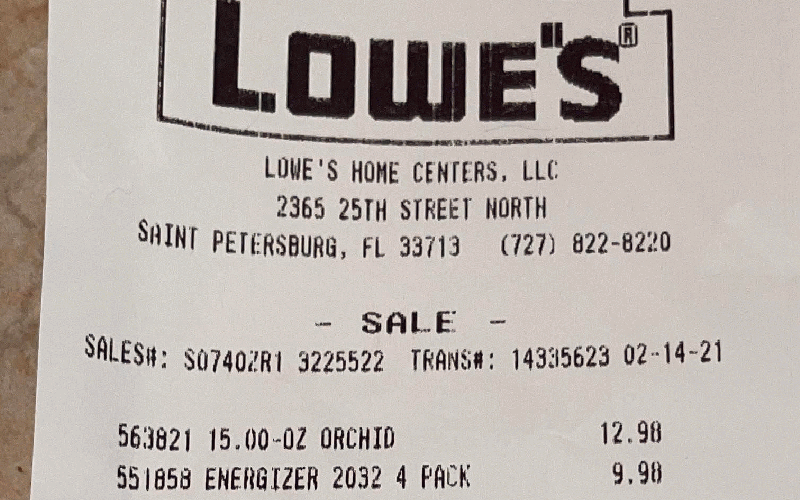 LOWE'S®
LOWE'S HOME CENTERS, LLC
2365 25TH STREET NORTH
SAINT PETERSBURG, FL 33713 (727) 822-8220
- SALE -
SALES#: S0740ZR1 3225522 TRANS#: 14335623 02-14-21
563821 15.00-OZ ORCHID 12.98
551858 ENERGIZER 2032 4 PACK 9.98